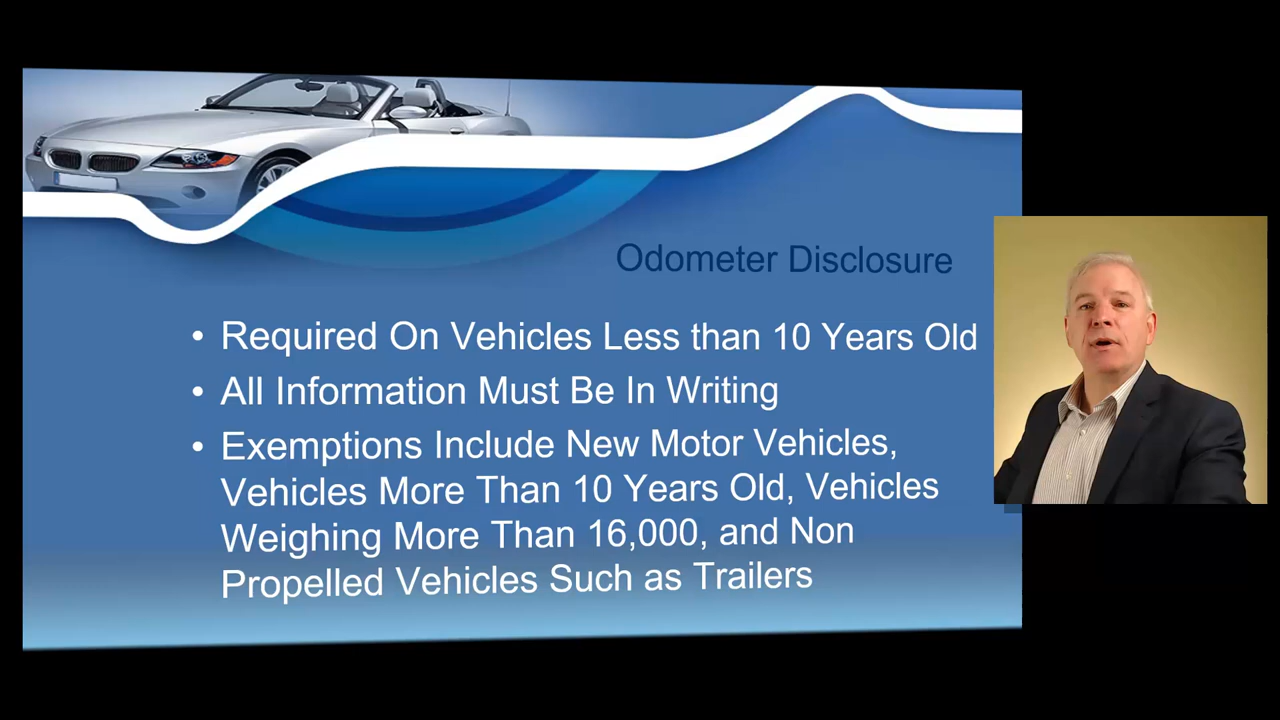 Odometer Disclosure
• Required On Vehicles Less than 10 Years Old
• All Information Must Be In Writing
• Exemptions Include New Motor Vehicles,
Vehicles More Than 10 Years Old, Vehicles
Weighing More Than 16,000, and Non
Propelled Vehicles Such as Trailers